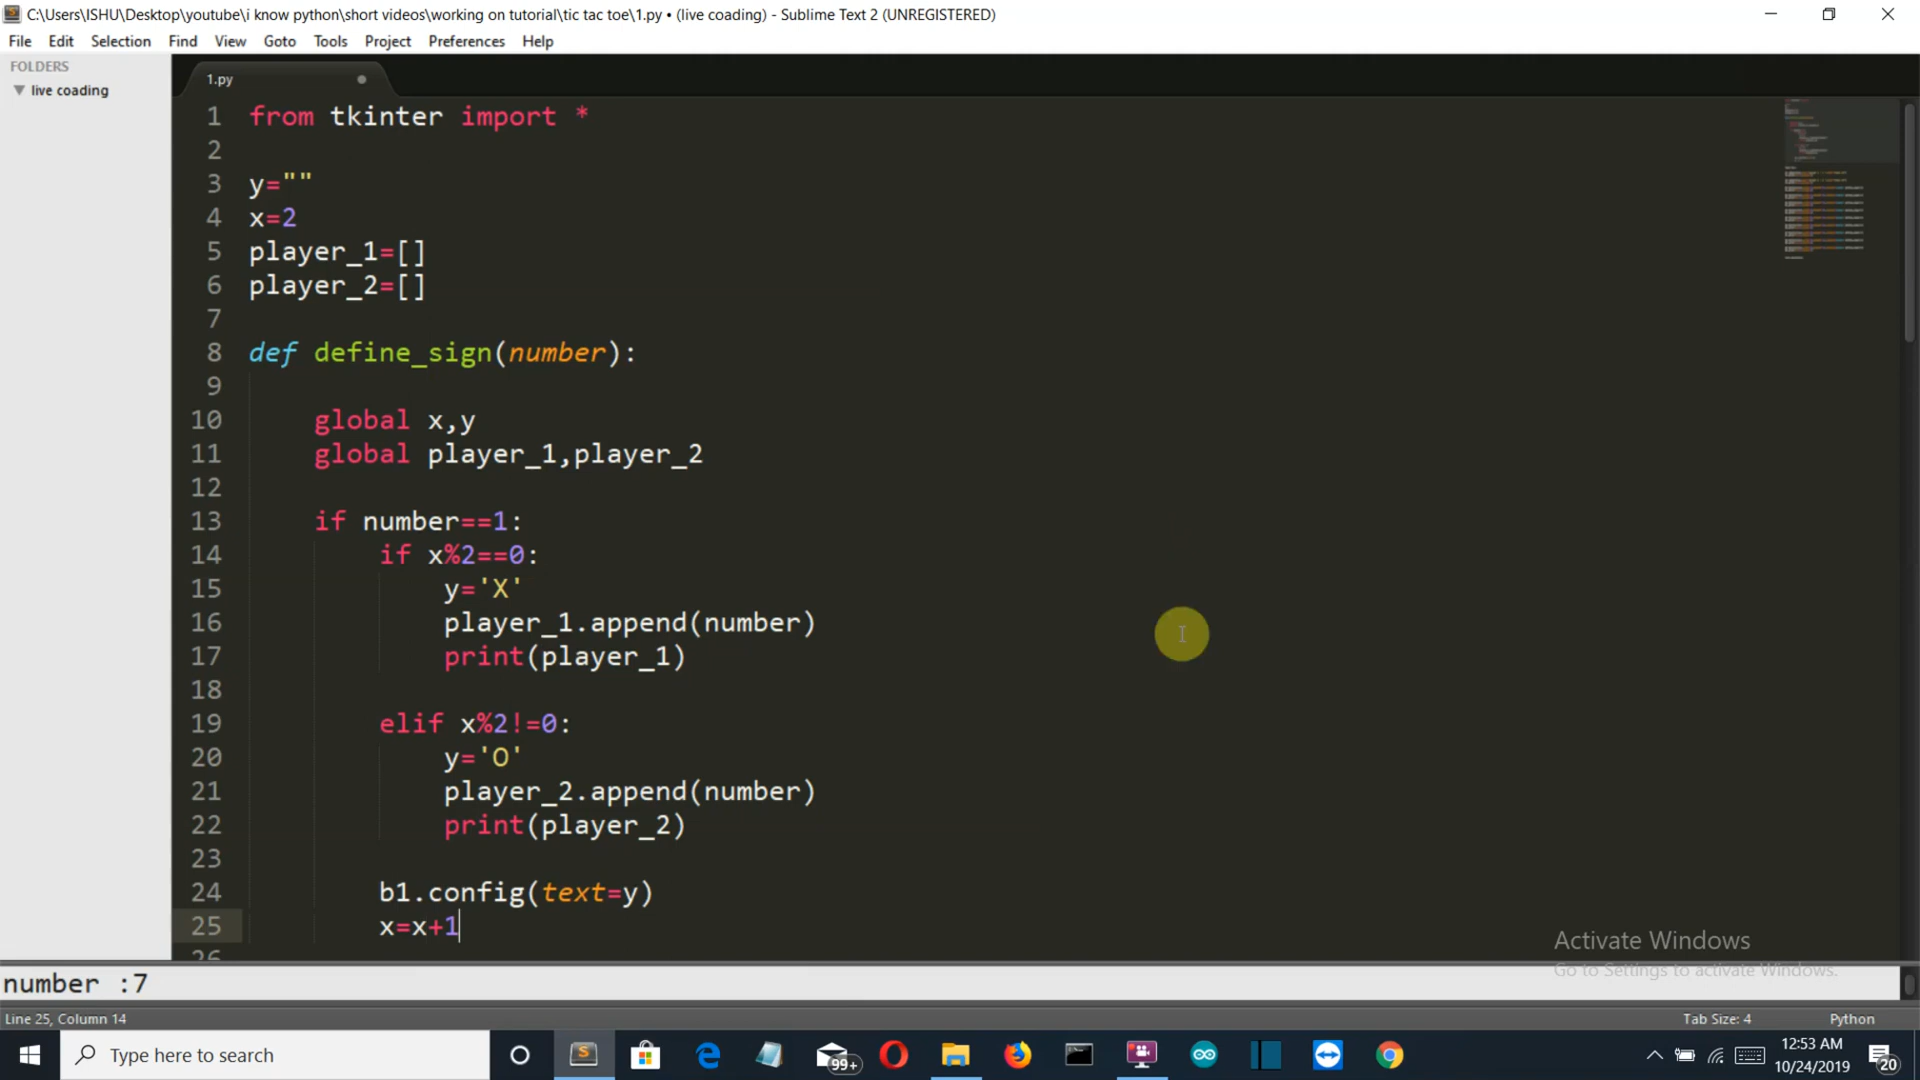 C:\Users\ISHU\Desktop\youtube\i know python\short videos\working on tutorial\tic tac toe\1.py • (live coading) - Sublime Text 2 (UNREGISTERED)
File Edit Selection Find View Goto Tools Project Preferences Help
FOLDERS
live coading
1.py
1 from tkinter import *
2
3 y=""
4 x=2
5 player_1=[]
6 player_2=[]
7
8 def define_sign(number):
9
10 global x,y
11 global player_1,player_2
12
13 if number==1:
14 if x%2==0:
15 y='X'
16 player_1.append(number)
17 print(player_1)
18
19 elif x%2!=0:
20 y='O'
21 player_2.append(number)
22 print(player_2)
23
24 b1.config(text=y)
25 x=x+1
26
number :7
Activate Windows
Go to Settings to activate Windows.
Line 25, Column 14
Tab Size: 4
Python
Type here to search
99+
12:53 AM
10/24/2019
20